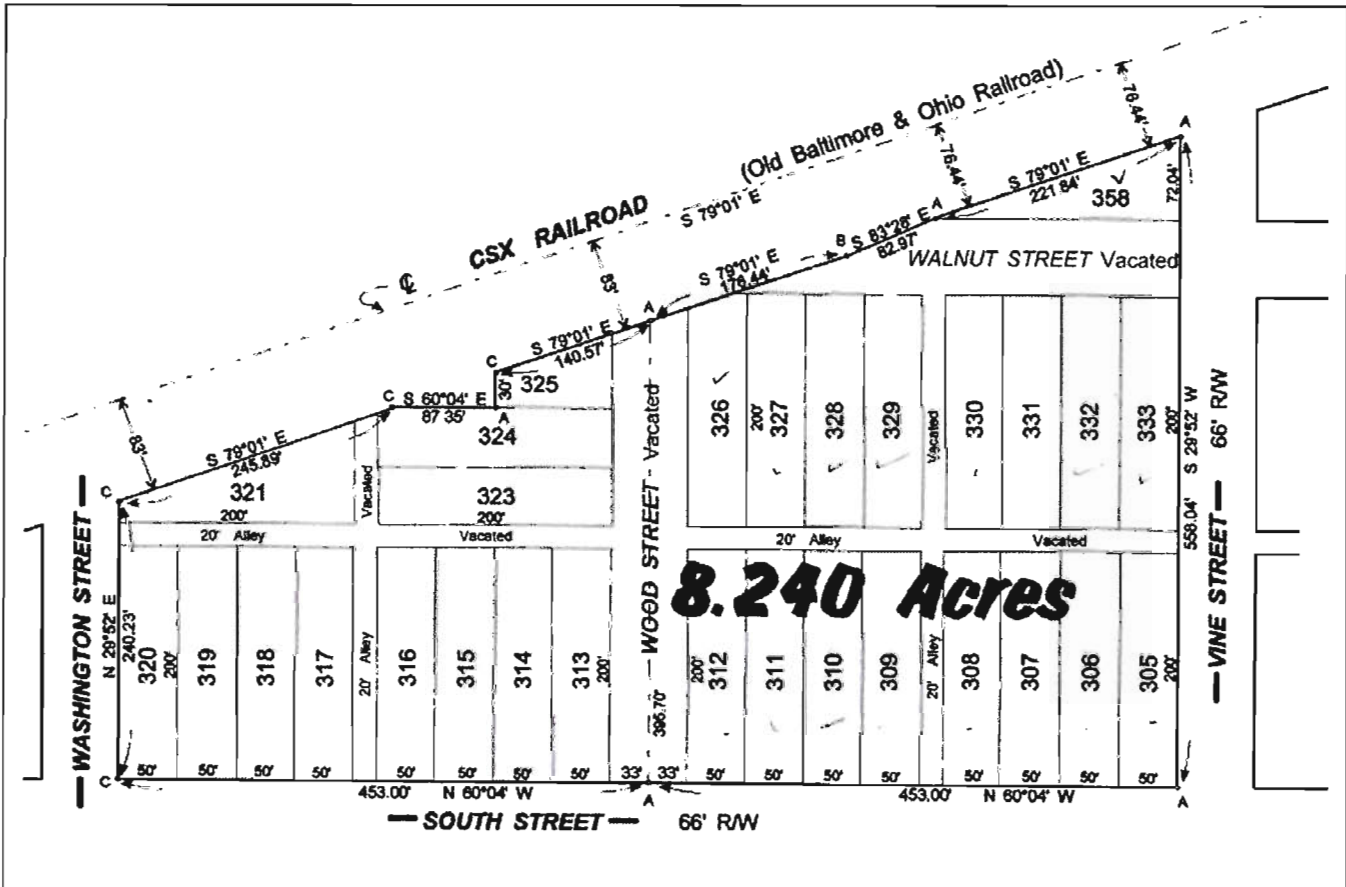 (Old Baltimore & Ohio Railroad)
CSX RAILROAD
S 79°01' E
76.44'
76.44'
83'
83'
A
S 79°01' E
221.84'
358
72.04'
A
S 83°28' E
82.97'
B
WALNUT STREET Vacated
S 79°01' E
176.44'
A
S 79°01' E
140.57'
C
30'
325
C
S 60°04' E
87.35'
A
324
S 79°01' E
245.89'
C
321
200'
Vacated
323
200'
20' Alley
Vacated
WOOD STREET - Vacated
326
200'
327
328
329
Vacated
330
331
332
333
200'
20' Alley
Vacated
8.240 Acres
WASHINGTON STREET
N 29°52' E
240.23'
320
200'
319
318
317
20' Alley
316
315
314
313
200'
396.70'
200'
312
311
310
309
20' Alley
308
307
306
305
200'
558.04' S 29°52' W
VINE STREET
66' R/W
50'
50'
50'
50'
50'
50'
50'
50'
33'
33'
50'
50'
50'
50'
50'
50'
50'
50'
C
453.00' N 60°04' W
A
453.00' N 60°04' W
A
SOUTH STREET 66' R/W